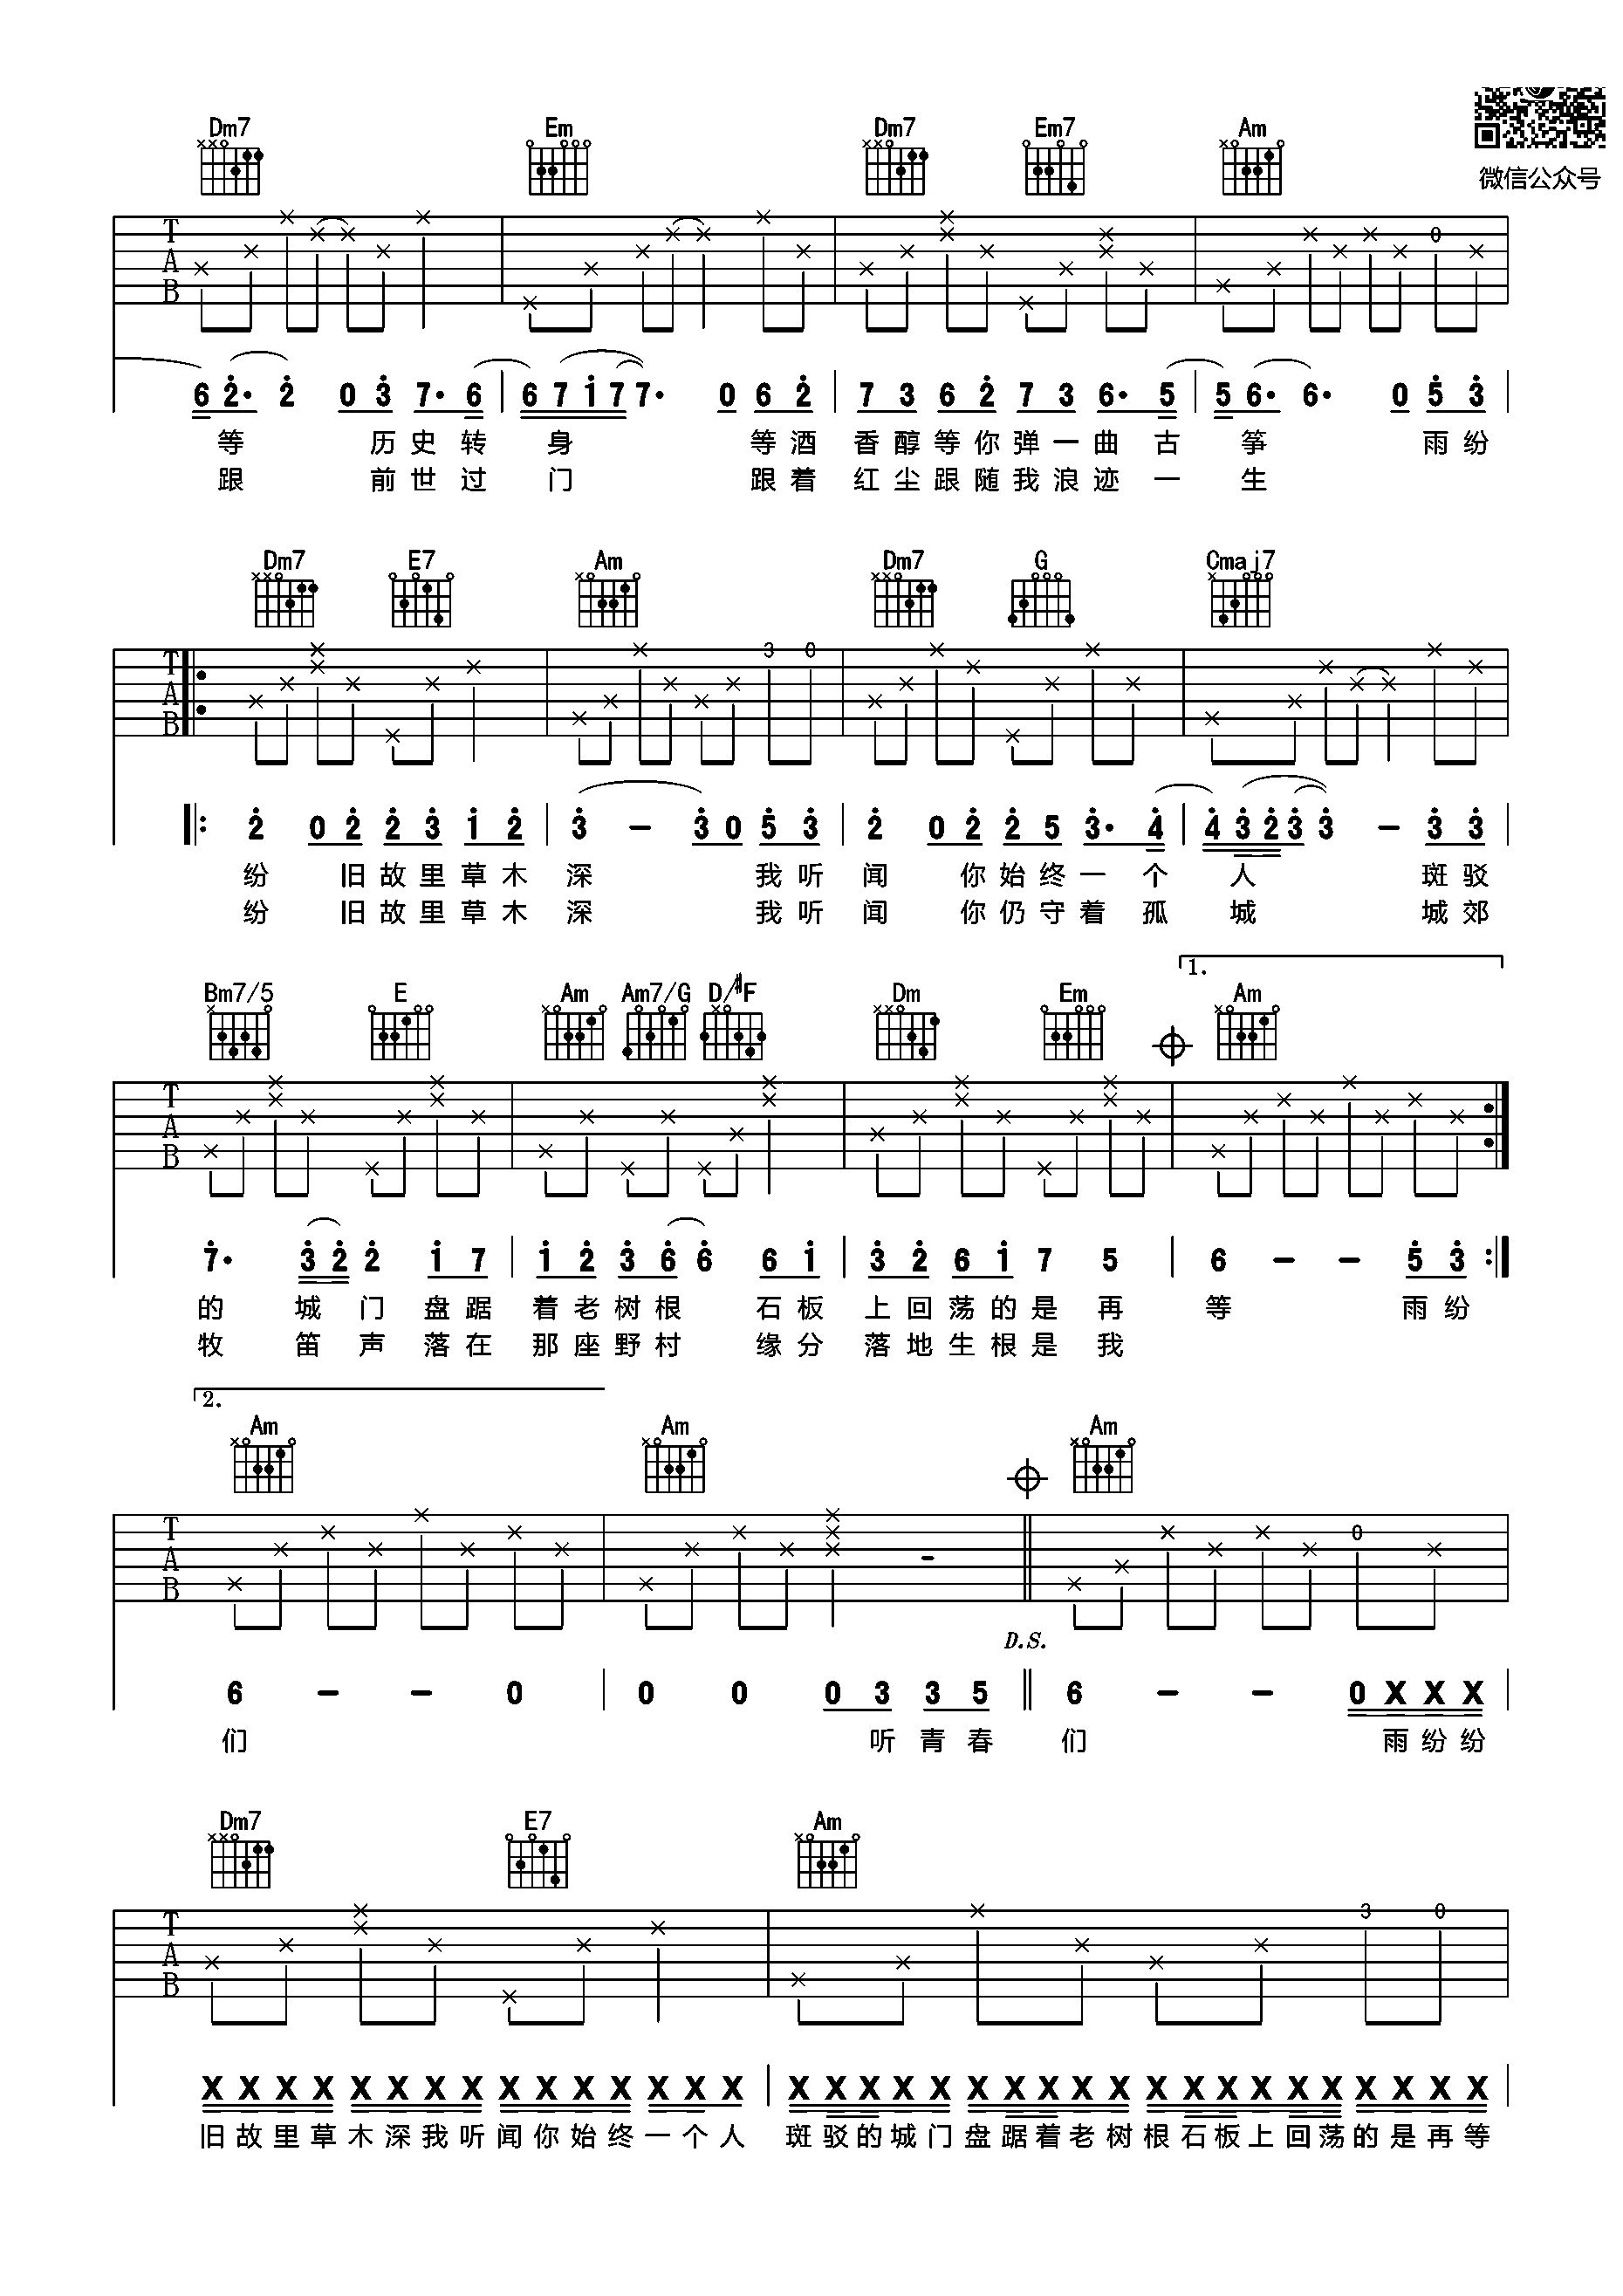 微信公众号
Dm7 Em Dm7 Em7 Am
T A B
0
6 2· 2 0 3 7· 6 6 7 1 7 7· 0 6 2 7 3 6 2 7 3 6· 5 5 6· 6· 0 5 3
等 历史转 身 等酒 香醇等你弹一曲古 筝 雨纷
跟 前世过 门 跟着 红尘跟随我浪迹一 生
Dm7 E7 Am Dm7 G Cmaj7
T A B
3 0
2 0 2 2 3 1 2 3 - 3 0 5 3 2 0 2 2 5 3· 4 4 3 2 3 3 - 3 3
纷 旧故里草木 深 我听 闻 你始终一个 人 斑驳
纷 旧故里草木 深 我听 闻 你仍守着孤 城 城郊
1.
Bm7/5 E Am Am7/G D/#F Dm Em Am
T A B
7· 3 2 2 1 7 1 2 3 6 6 6 1 3 2 6 1 7 5 6 - - 5 3
的 城门盘踞 着老树根 石板 上回荡的是再 等 雨纷
牧 笛声落在 那座野村 缘分 落地生根是我
2.
Am Am Am
T A B
0
D.S.
6 - - 0 0 0 0 3 3 5 6 - - 0 X X X
们 听青春 们 雨纷纷
Dm7 E7 Am
T A B
3 0
X X X X X X X X X X X X X X X X X X X X X X X X X X X X X X X X X X X
旧故里草木深我听闻你始终一个人 斑驳的城门盘踞着老树根石板上回荡的是再等